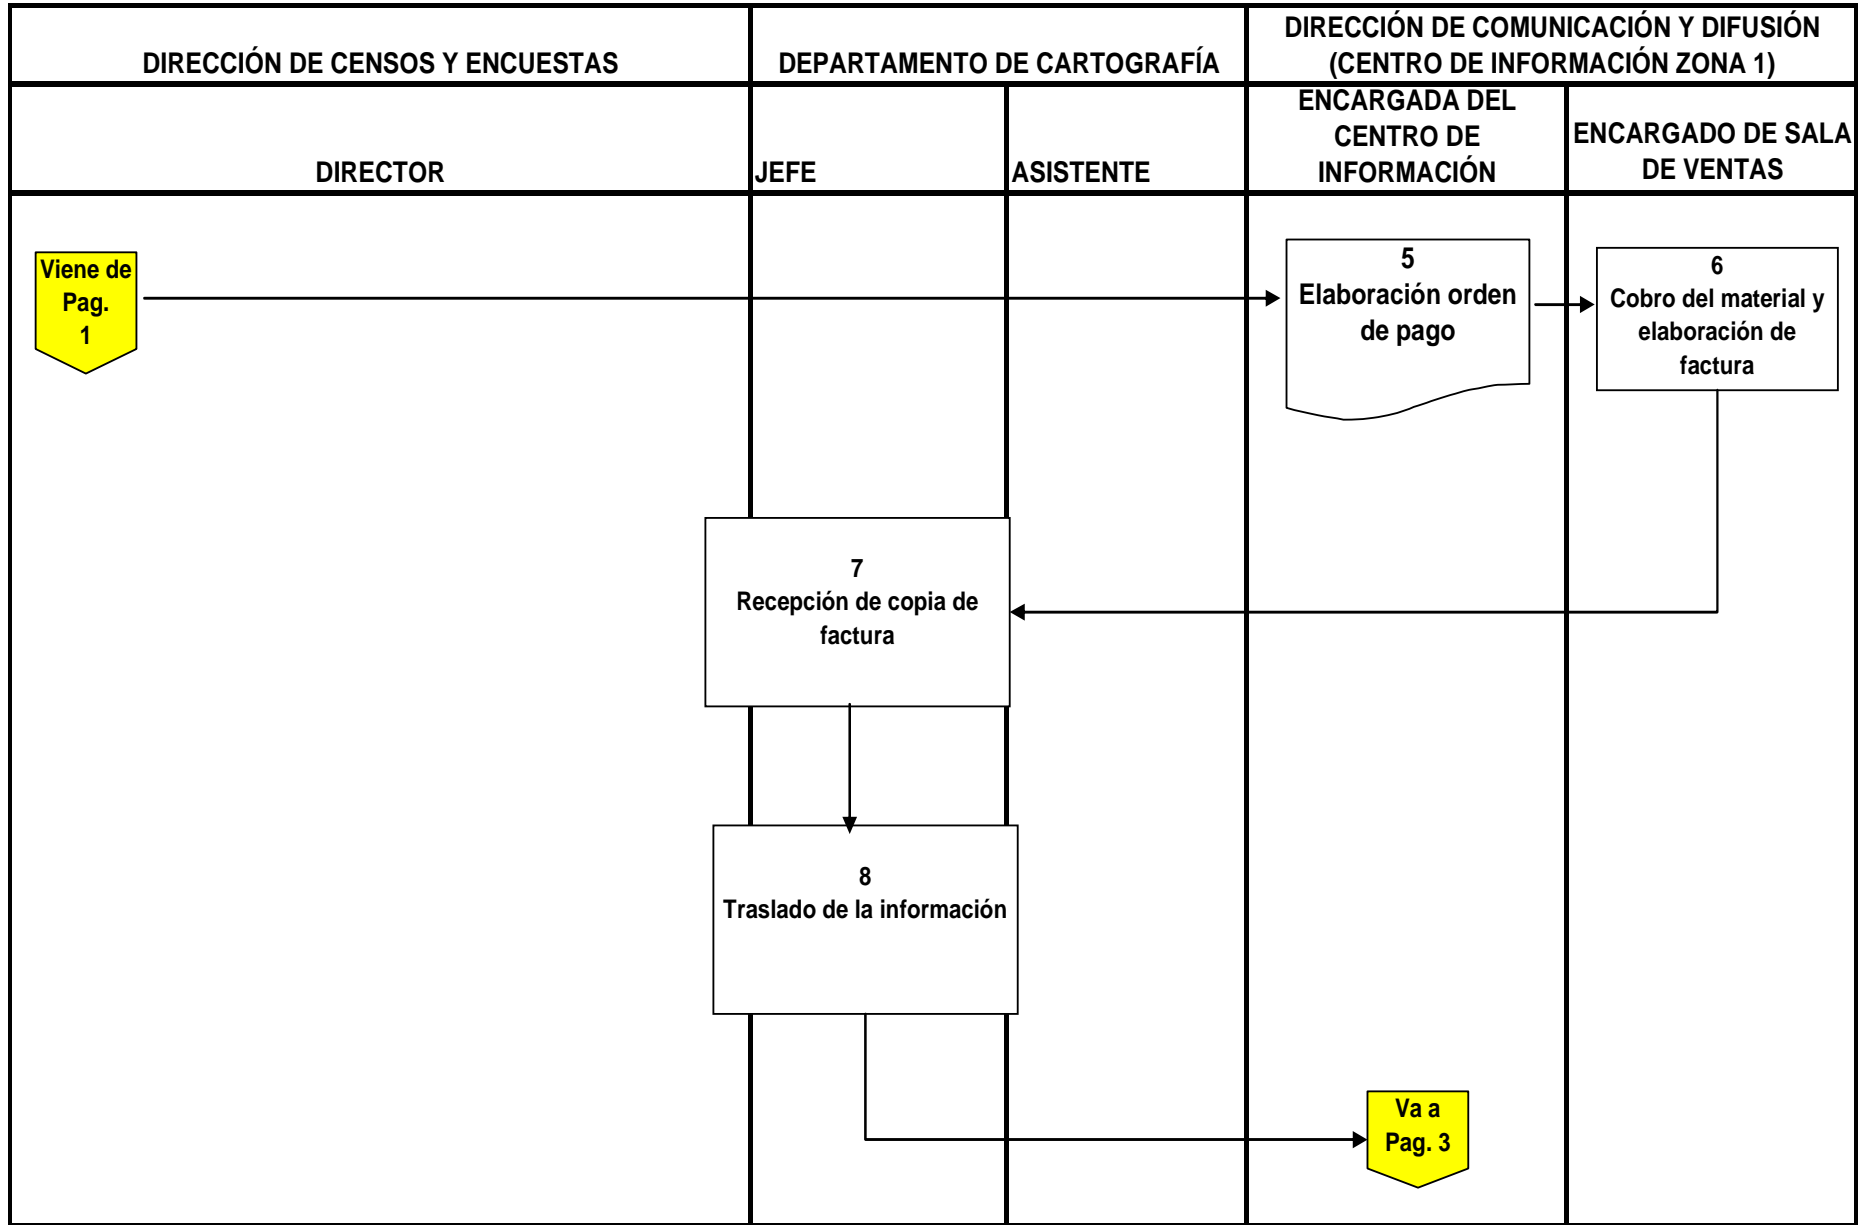 DIRECCIÓN DE CENSOS Y ENCUESTAS
DEPARTAMENTO DE CARTOGRAFÍA
DIRECCIÓN DE COMUNICACIÓN Y DIFUSIÓN
(CENTRO DE INFORMACIÓN ZONA 1)
DIRECTOR
JEFE
ASISTENTE
ENCARGADA DEL
CENTRO DE
INFORMACIÓN
ENCARGADO DE SALA
DE VENTAS
Viene de
Pag.
1
5
Elaboración orden
de pago
6
Cobro del material y
elaboración de
factura
7
Recepción de copia de
factura
8
Traslado de la información
Va a
Pag. 3